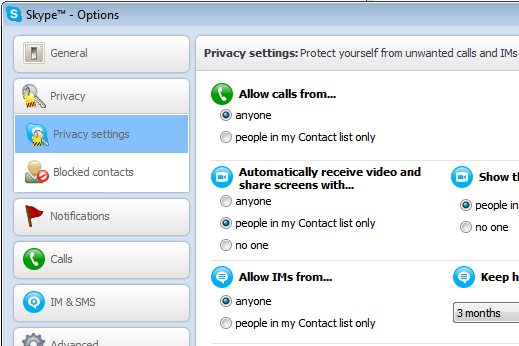 Skype™ - Options
General
Privacy
Privacy settings
Blocked contacts
Notifications
Calls
IM & SMS
Advanced
Privacy settings: Protect yourself from unwanted calls and IMs
Allow calls from...
anyone
people in my Contact list only
Automatically receive video and
share screens with...
anyone
people in my Contact list only
no one
Show th
people in
no one
Allow IMs from...
anyone
people in my Contact list only
Keep h
3 months